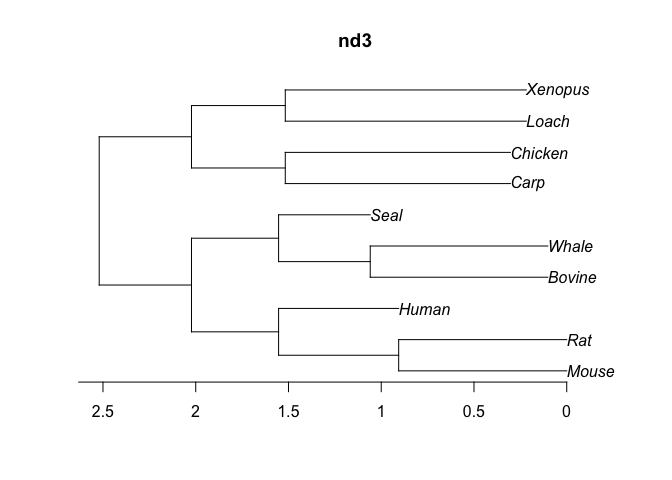 nd3
Xenopus
Loach
Chicken
Carp
Seal
Whale
Bovine
Human
Rat
Mouse
2.5 2 1.5 1 0.5 0